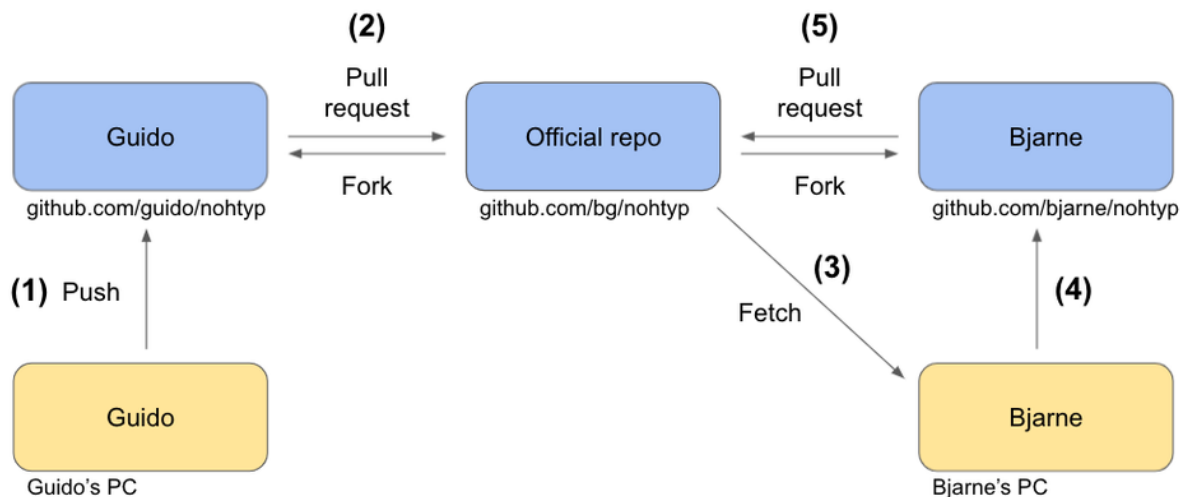 (2)
(5)
Pull
request
Pull
request
Guido
Official repo
Bjarne
Fork
Fork
github.com/guido/nohtyp
github.com/bg/nohtyp
github.com/bjarne/nohtyp
(1) Push
(3)
(4)
Fetch
Guido
Bjarne
Guido’s PC
Bjarne’s PC